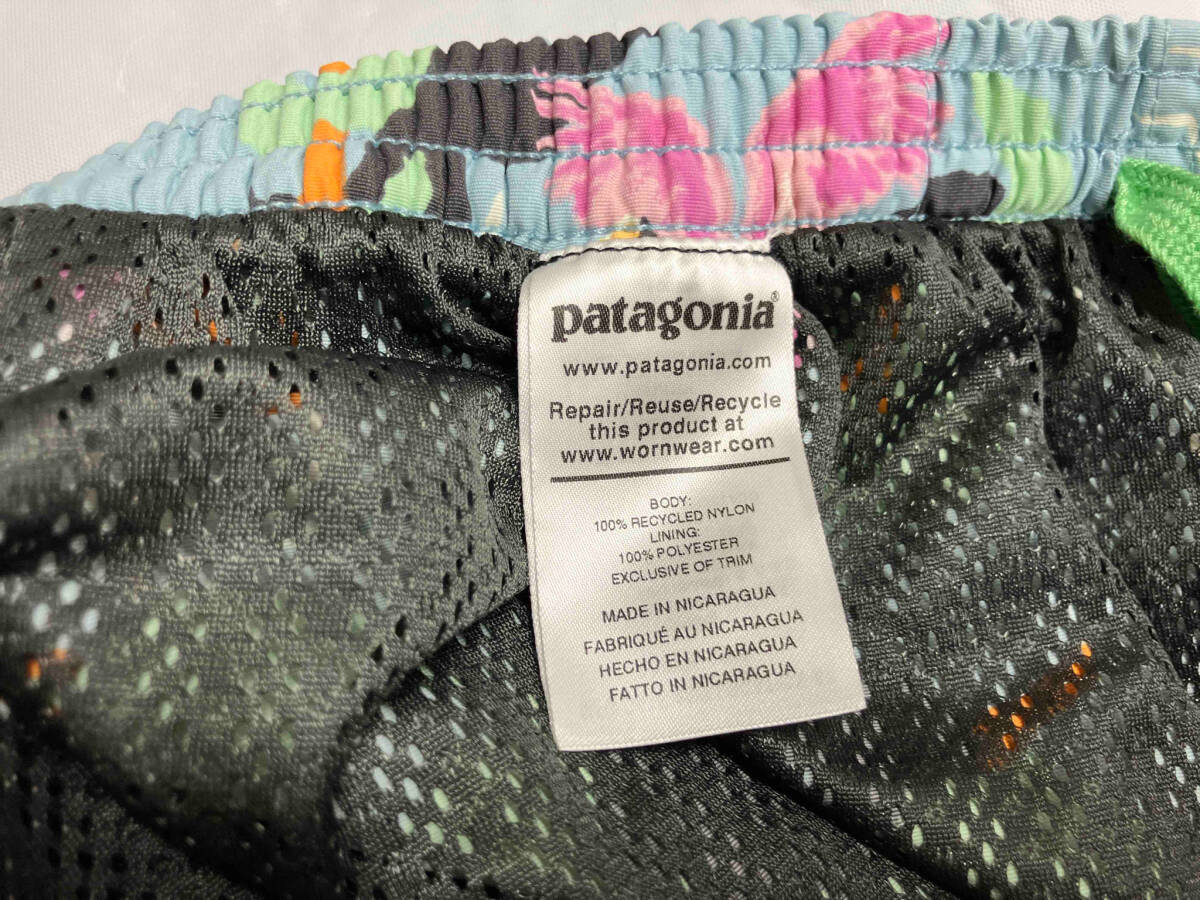 patagonia®
www.patagonia.com
Repair/Reuse/Recycle
this product at
www.wornwear.com
BODY:
100% RECYCLED NYLON
LINING:
100% POLYESTER
EXCLUSIVE OF TRIM
MADE IN NICARAGUA
FABRIQUÉ AU NICARAGUA
HECHO EN NICARAGUA
FATTO IN NICARAGUA